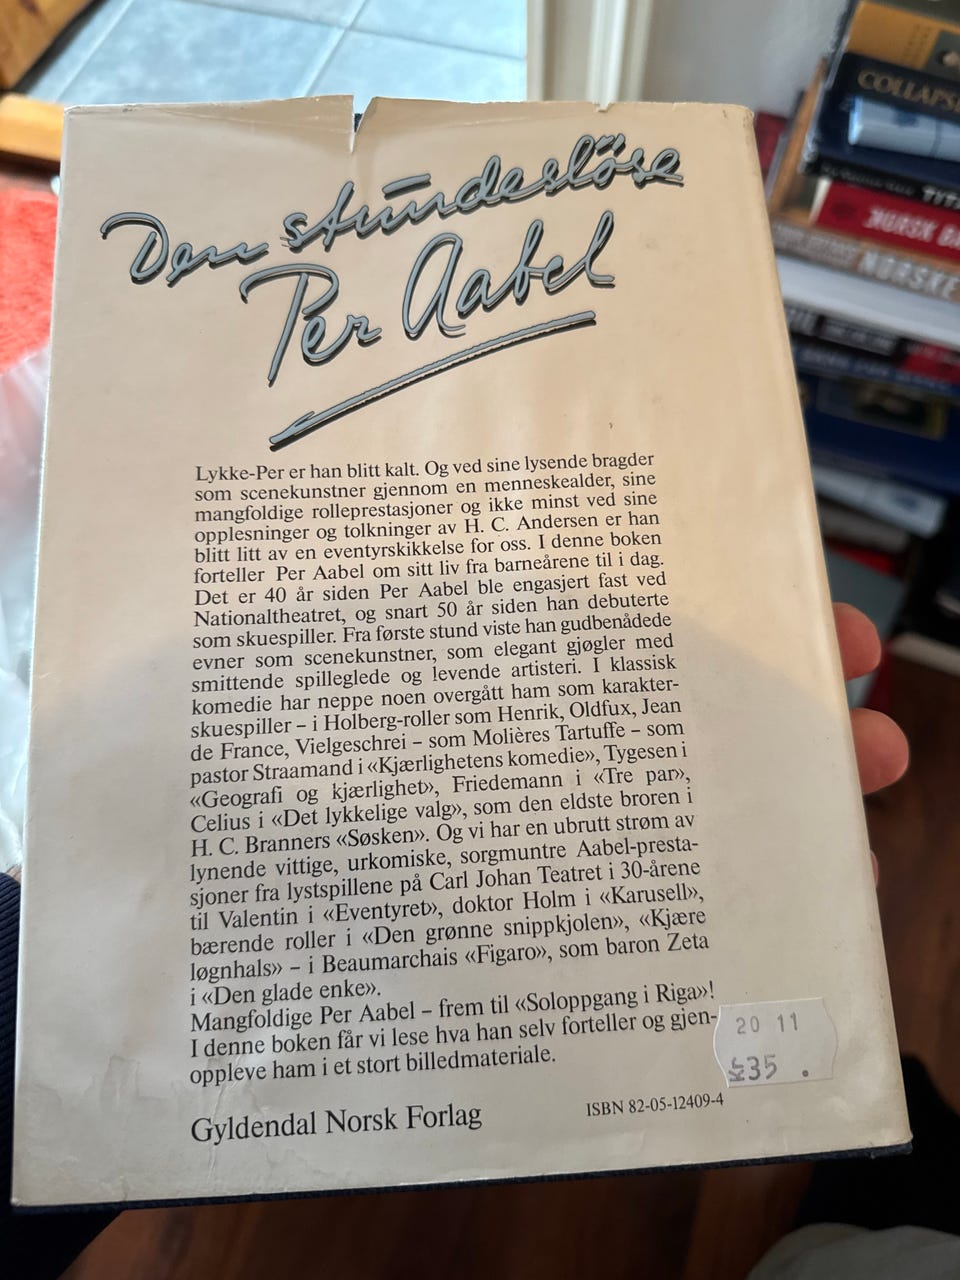 Den stundeslöse
Per Aabel
Lykke-Per er han blitt kalt. Og ved sine lysende bragder
som scenekunstner gjennom en menneskealder, sine
mangfoldige rolleprestasjoner og ikke minst ved sine
opplesninger og tolkninger av H. C. Andersen er han
blitt litt av en eventyrskikkelse for oss. I denne boken
forteller Per Aabel om sitt liv fra barneårene til i dag.
Det er 40 år siden Per Aabel ble engasjert fast ved
Nationaltheatret, og snart 50 år siden han debuterte
som skuespiller. Fra første stund viste han gudbenådede
evner som scenekunstner, som elegant gjøgler med
smittende spilleglede og levende artisteri. I klassisk
komedie har neppe noen overgått ham som karakter-
skuespiller – i Holberg-roller som Henrik, Oldfux, Jean
de France, Vielgeschrei – som Molières Tartuffe – som
pastor Straamand i «Kjærlighetens komedie», Tygesen i
«Geografi og kjærlighet», Friedemann i «Tre par»,
Celius i «Det lykkelige valg», som den eldste broren i
H. C. Branners «Søsken». Og vi har en ubrutt strøm av
lynende vittige, urkomiske, sorgmuntre Aabel-presta-
sjoner fra lystspillene på Carl Johan Teatret i 30-årene
til Valentin i «Eventyret», doktor Holm i «Karusell»,
bærende roller i «Den grønne snippkjolen», «Kjære
løgnhals» – i Beaumarchais «Figaro», som baron Zeta
i «Den glade enke».
Mangfoldige Per Aabel – frem til «Soloppgang i Riga»!
I denne boken får vi lese hva han selv forteller og gjen-
oppleve ham i et stort billedmateriale.
20 11
kr35 .
Gyldendal Norsk Forlag
ISBN 82-05-12409-4
COLLAPS
NORSK
NORSKE